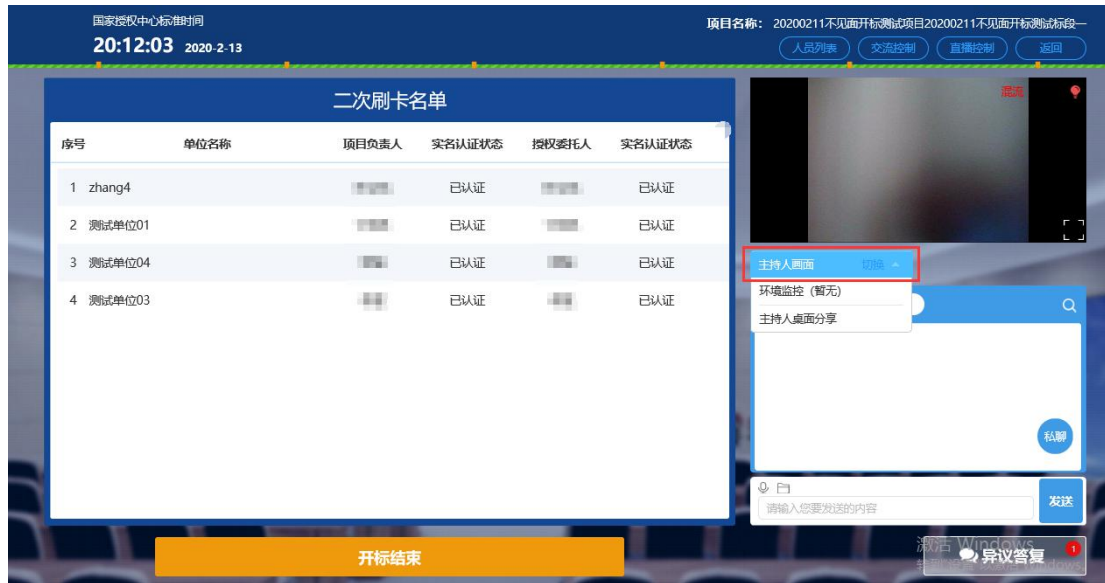 国家授权中心标准时间
20:12:03 2020-2-13
项目名称： 20200211不见面开标测试项目20200211不见面开标测试标段一
人员列表 交流控制 直播控制 返回
二次刷卡名单
序号 单位名称 项目负责人 实名认证状态 授权委托人 实名认证状态
1 zhang4 已认证 已认证
2 测试单位01 已认证 已认证
3 测试单位04 已认证 已认证
4 测试单位03 已认证 已认证
混流
主持人画面 切换
环境监控（暂无）
主持人桌面分享
私聊
请输入您要发送的内容
发送
开标结束
激活 Windows
异议答复 1